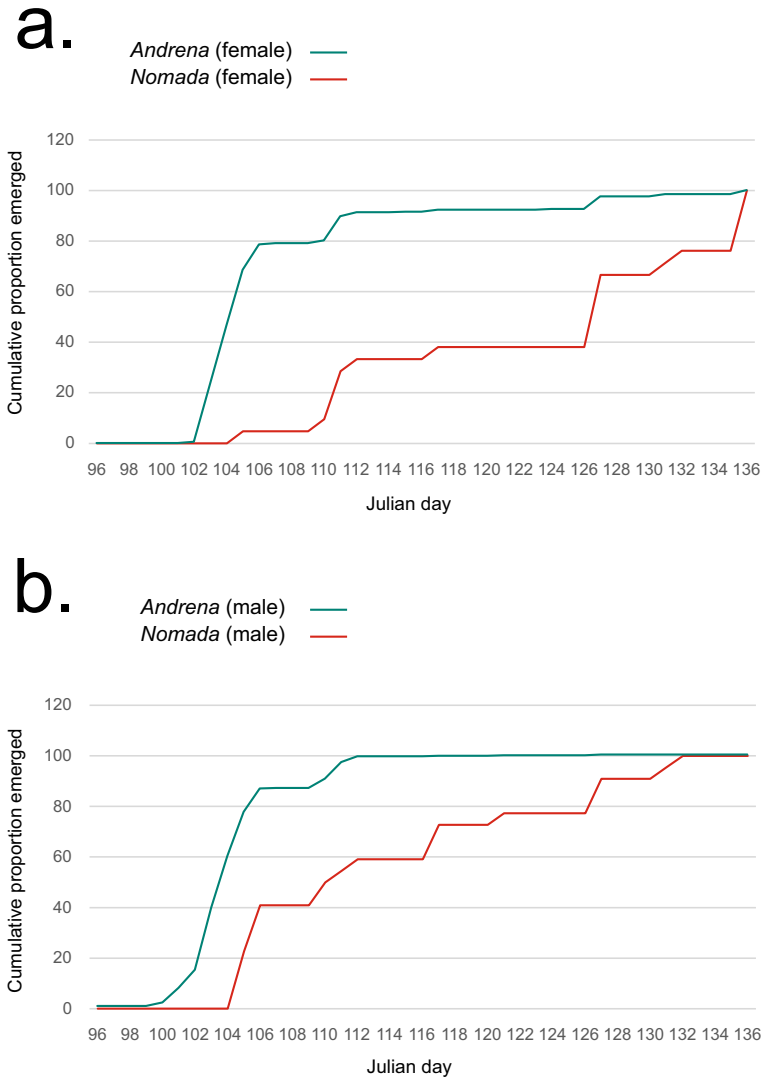 a.
Andrena (female)
Nomada (female)
120
100
80
60
40
20
0
Cumulative proportion emerged
96 98 100 102 104 106 108 110 112 114 116 118 120 122 124 126 128 130 132 134 136
Julian day
b.
Andrena (male)
Nomada (male)
120
100
80
60
40
20
0
Cumulative proportion emerged
96 98 100 102 104 106 108 110 112 114 116 118 120 122 124 126 128 130 132 134 136
Julian day